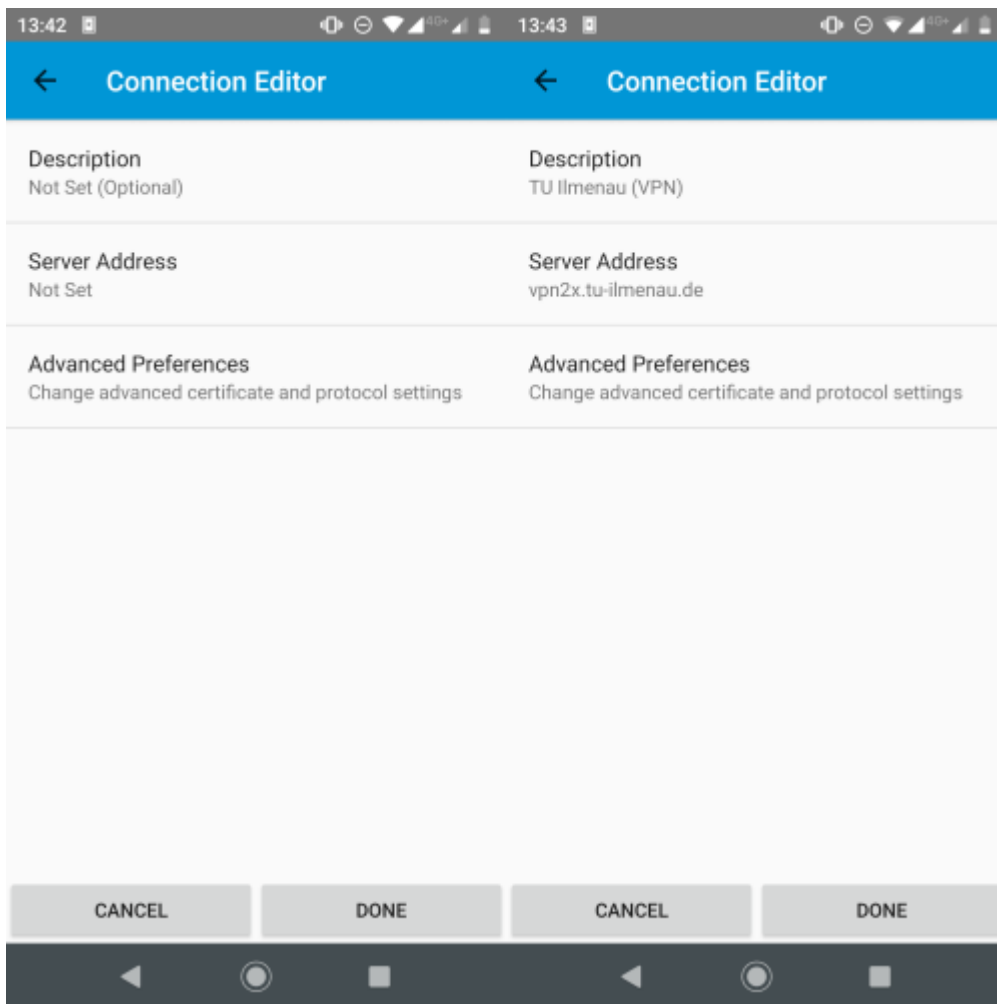 13:42
4G+
Connection Editor
Description
Not Set (Optional)
Server Address
Not Set
Advanced Preferences
Change advanced certificate and protocol settings
CANCEL
DONE
13:43
4G+
Connection Editor
Description
TU Ilmenau (VPN)
Server Address
vpn2x.tu-ilmenau.de
Advanced Preferences
Change advanced certificate and protocol settings
CANCEL
DONE